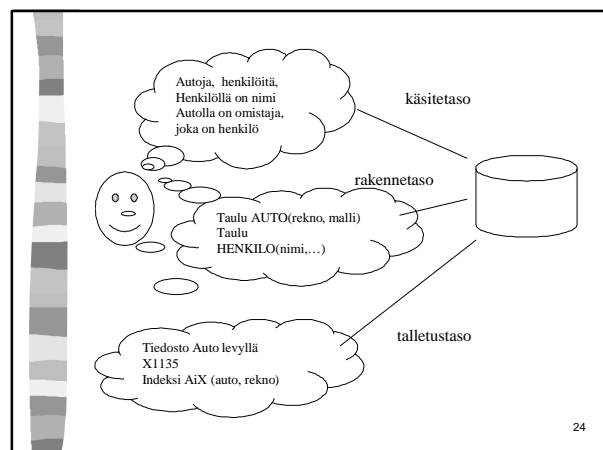 Autoja, henkilöitä,
Henkilöllä on nimi
Autolla on omistaja,
joka on henkilö
käsitetaso
rakennetaso
Taulu AUTO(rekno, malli)
Taulu
HENKILO(nimi,…)
talletustaso
Tiedosto Auto levyllä
X1135
Indeksi AiX (auto, rekno)
24